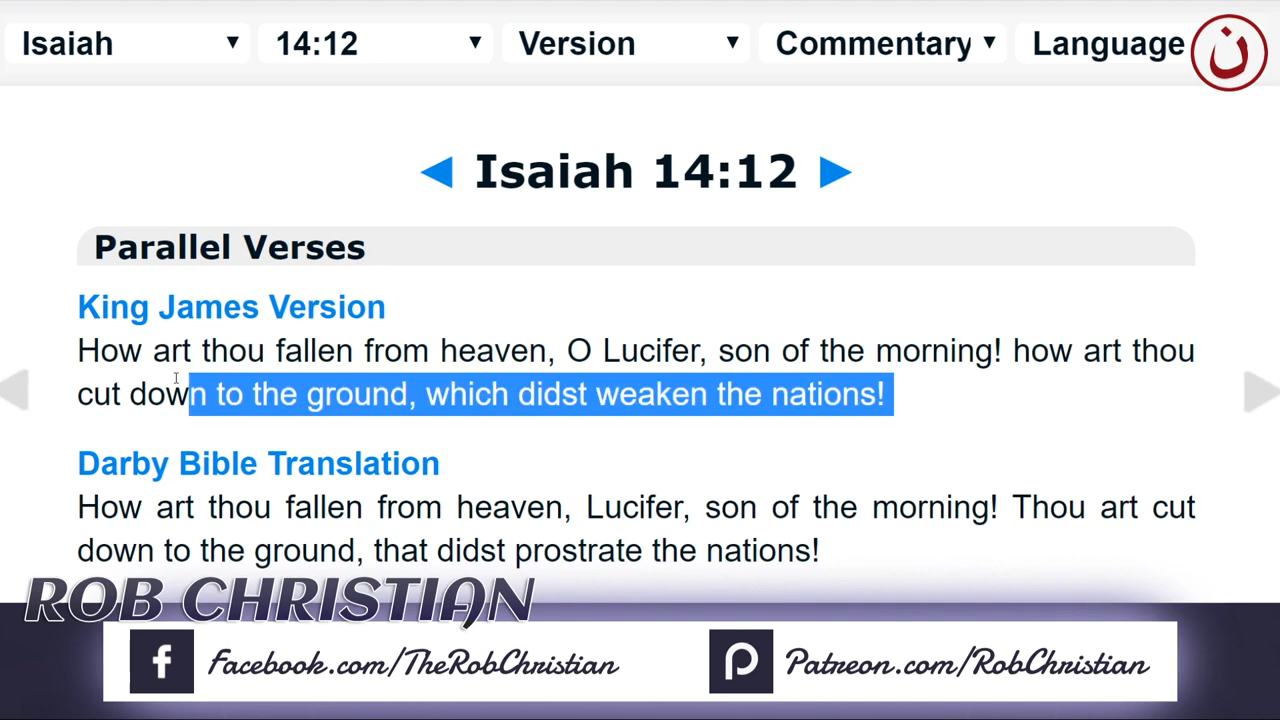 Isaiah 14:12 Version Commentary Language ن
Isaiah 14:12
Parallel Verses
King James Version
How art thou fallen from heaven, O Lucifer, son of the morning! how art thou
cut down to the ground, which didst weaken the nations!
Darby Bible Translation
How art thou fallen from heaven, Lucifer, son of the morning! Thou art cut
down to the ground, that didst prostrate the nations!
ROB CHRISTIAN
f Facebook.com/TheRobChristian Patreon.com/RobChristian